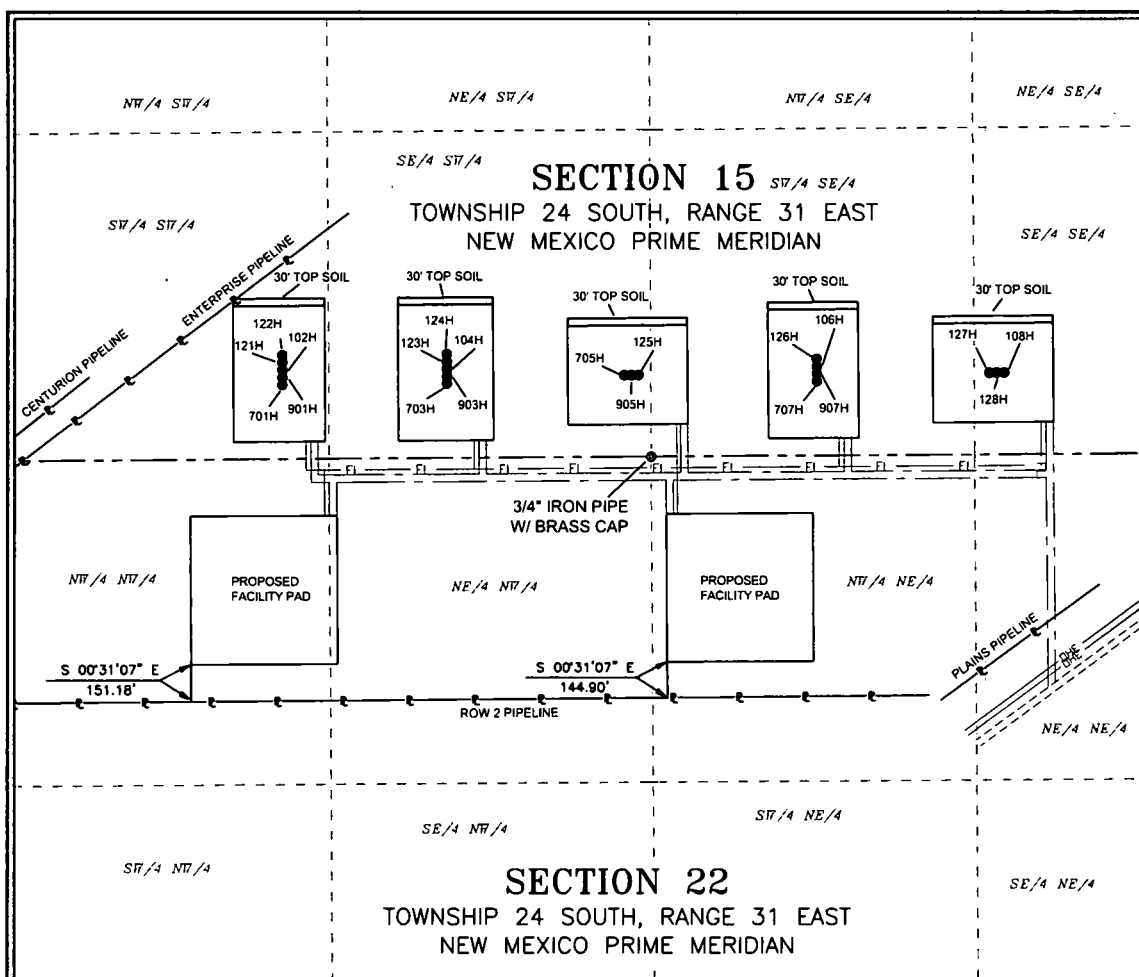 NW/4 SW/4
NE/4 SW/4
NW/4 SE/4
NE/4 SE/4
SE/4 SW/4
SECTION 15
SW/4 SE/4
TOWNSHIP 24 SOUTH, RANGE 31 EAST
NEW MEXICO PRIME MERIDIAN
SW/4 SW/4
SE/4 SE/4
ENTERPRISE PIPELINE
CENTURION PIPELINE
30' TOP SOIL
122H
121H
102H
701H
901H
30' TOP SOIL
124H
123H
104H
703H
903H
30' TOP SOIL
705H
125H
905H
30' TOP SOIL
106H
126H
707H
907H
30' TOP SOIL
127H
108H
128H
3/4" IRON PIPE
W/ BRASS CAP
NW/4 NW/4
PROPOSED
FACILITY PAD
NE/4 NW/4
PROPOSED
FACILITY PAD
NW/4 NE/4
PLAINS PIPELINE
OHE
OHE
S 00°31'07" E
151.18'
S 00°31'07" E
144.90'
ROW 2 PIPELINE
NE/4 NE/4
SE/4 NW/4
SW/4 NE/4
SW/4 NW/4
SE/4 NE/4
SECTION 22
TOWNSHIP 24 SOUTH, RANGE 31 EAST
NEW MEXICO PRIME MERIDIAN